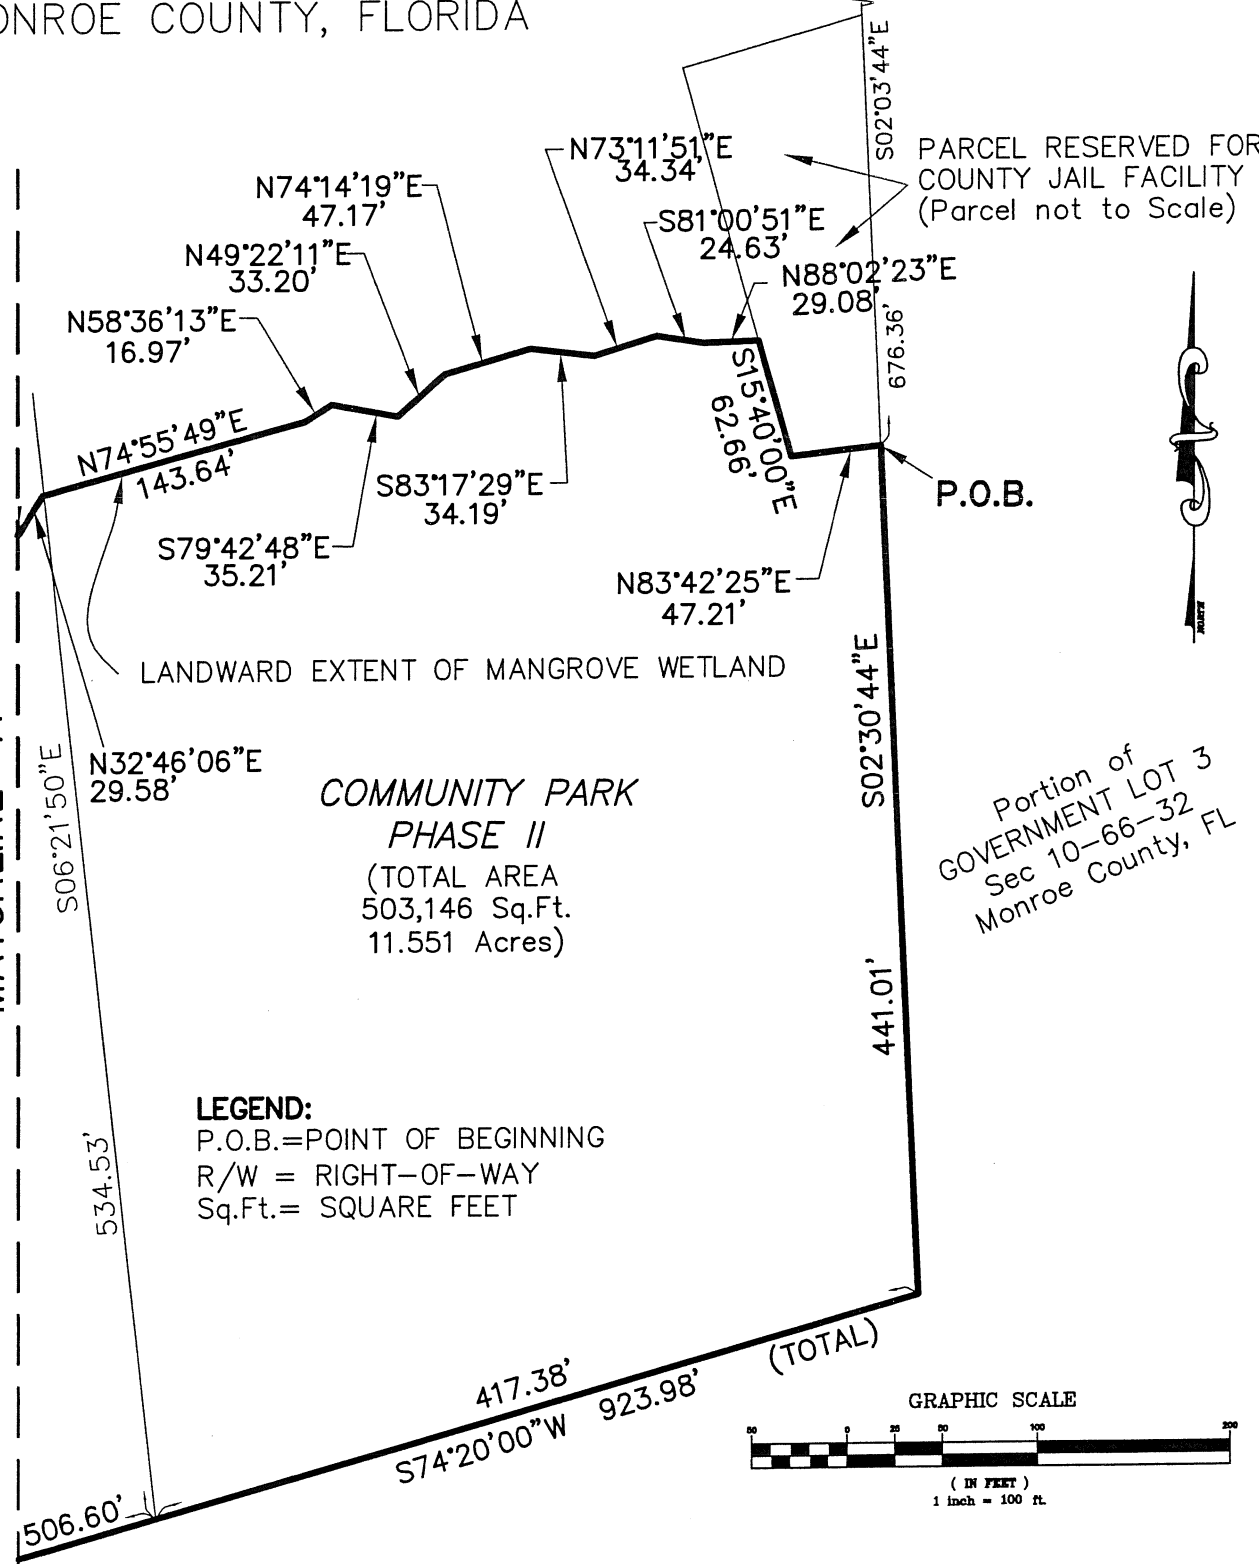 ONROE COUNTY, FLORIDA
S02°03'44"E
N73°11'51"E
34.34'
PARCEL RESERVED FOR
COUNTY JAIL FACILITY
(Parcel not to Scale)
N74°14'19"E
47.17'
S81°00'51"E
24.63'
N49°22'11"E
33.20'
N88°02'23"E
29.08'
N58°36'13"E
16.97'
676.36'
S15°40'00"E
62.66'
N74°55'49"E
143.64'
S83°17'29"E
34.19'
P.O.B.
S79°42'48"E
35.21'
N83°42'25"E
47.21'
LANDWARD EXTENT OF MANGROVE WETLAND
S02°30'44"E
N32°46'06"E
29.58'
S06°21'50"E
COMMUNITY PARK
PHASE II
(TOTAL AREA
503,146 Sq.Ft.
11.551 Acres)
Portion of
GOVERNMENT LOT 3
Sec 10-66-32
Monroe County, FL
441.01'
LEGEND:
P.O.B.=POINT OF BEGINNING
R/W = RIGHT-OF-WAY
Sq.Ft.= SQUARE FEET
534.53'
417.38'
(TOTAL)
S74°20'00"W 923.98'
506.60'
GRAPHIC SCALE
50 0 25 50 100 200
( IN FEET )
1 inch = 100 ft.